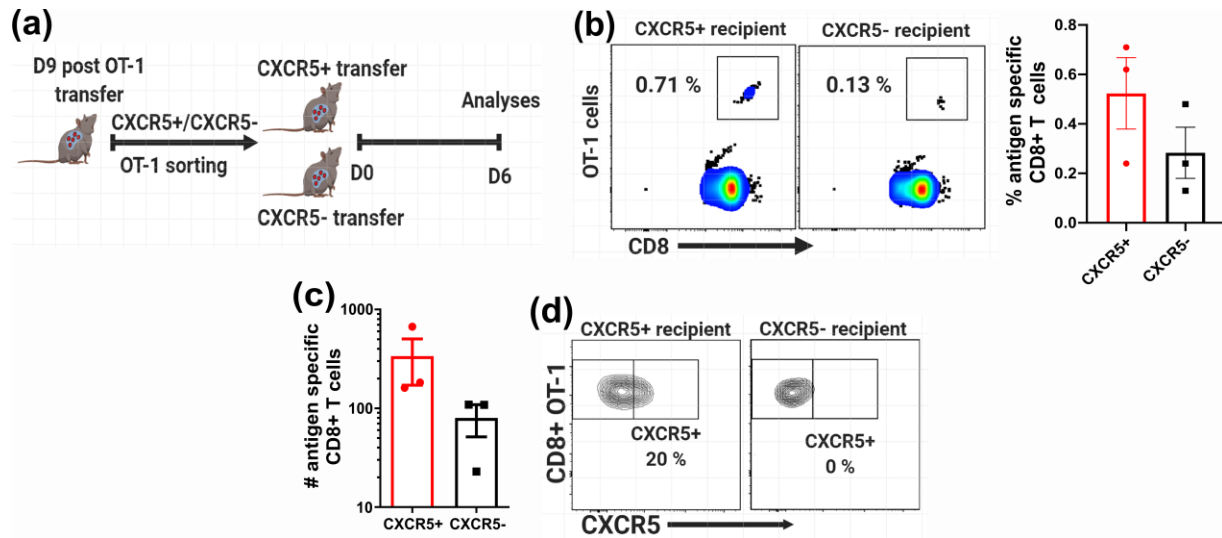 (a)
D9 post OT-1
transfer
CXCR5+/CXCR5-
OT-1 sorting
CXCR5+ transfer
CXCR5- transfer
D0
Analyses
D6
(b)
CXCR5+ recipient
CXCR5- recipient
0.71 %
0.13 %
OT-1 cells
CD8
% antigen specific
CD8+ T cells
0.8
0.6
0.4
0.2
0.0
CXCR5+
CXCR5-
(c)
# antigen specific
CD8+ T cells
1000
100
10
CXCR5+
CXCR5-
(d)
CXCR5+ recipient
CXCR5- recipient
CD8+ OT-1
CXCR5+
20 %
CXCR5+
0 %
CXCR5